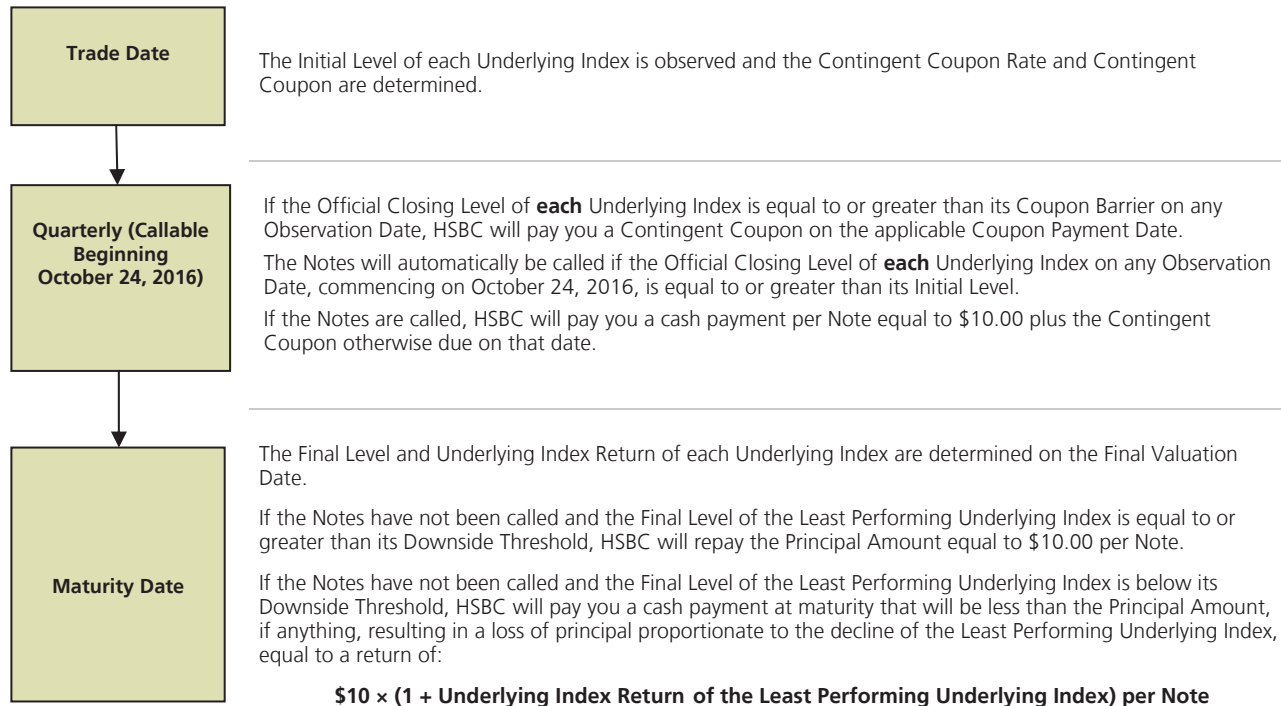 Trade Date
The Initial Level of each Underlying Index is observed and the Contingent Coupon Rate and Contingent
Coupon are determined.
Quarterly (Callable
Beginning
October 24, 2016)
If the Official Closing Level of each Underlying Index is equal to or greater than its Coupon Barrier on any
Observation Date, HSBC will pay you a Contingent Coupon on the applicable Coupon Payment Date.
The Notes will automatically be called if the Official Closing Level of each Underlying Index on any Observation
Date, commencing on October 24, 2016, is equal to or greater than its Initial Level.
If the Notes are called, HSBC will pay you a cash payment per Note equal to $10.00 plus the Contingent
Coupon otherwise due on that date.
Maturity Date
The Final Level and Underlying Index Return of each Underlying Index are determined on the Final Valuation
Date.
If the Notes have not been called and the Final Level of the Least Performing Underlying Index is equal to or
greater than its Downside Threshold, HSBC will repay the Principal Amount equal to $10.00 per Note.
If the Notes have not been called and the Final Level of the Least Performing Underlying Index is below its
Downside Threshold, HSBC will pay you a cash payment at maturity that will be less than the Principal Amount,
if anything, resulting in a loss of principal proportionate to the decline of the Least Performing Underlying Index,
equal to a return of:
$10 × (1 + Underlying Index Return of the Least Performing Underlying Index) per Note